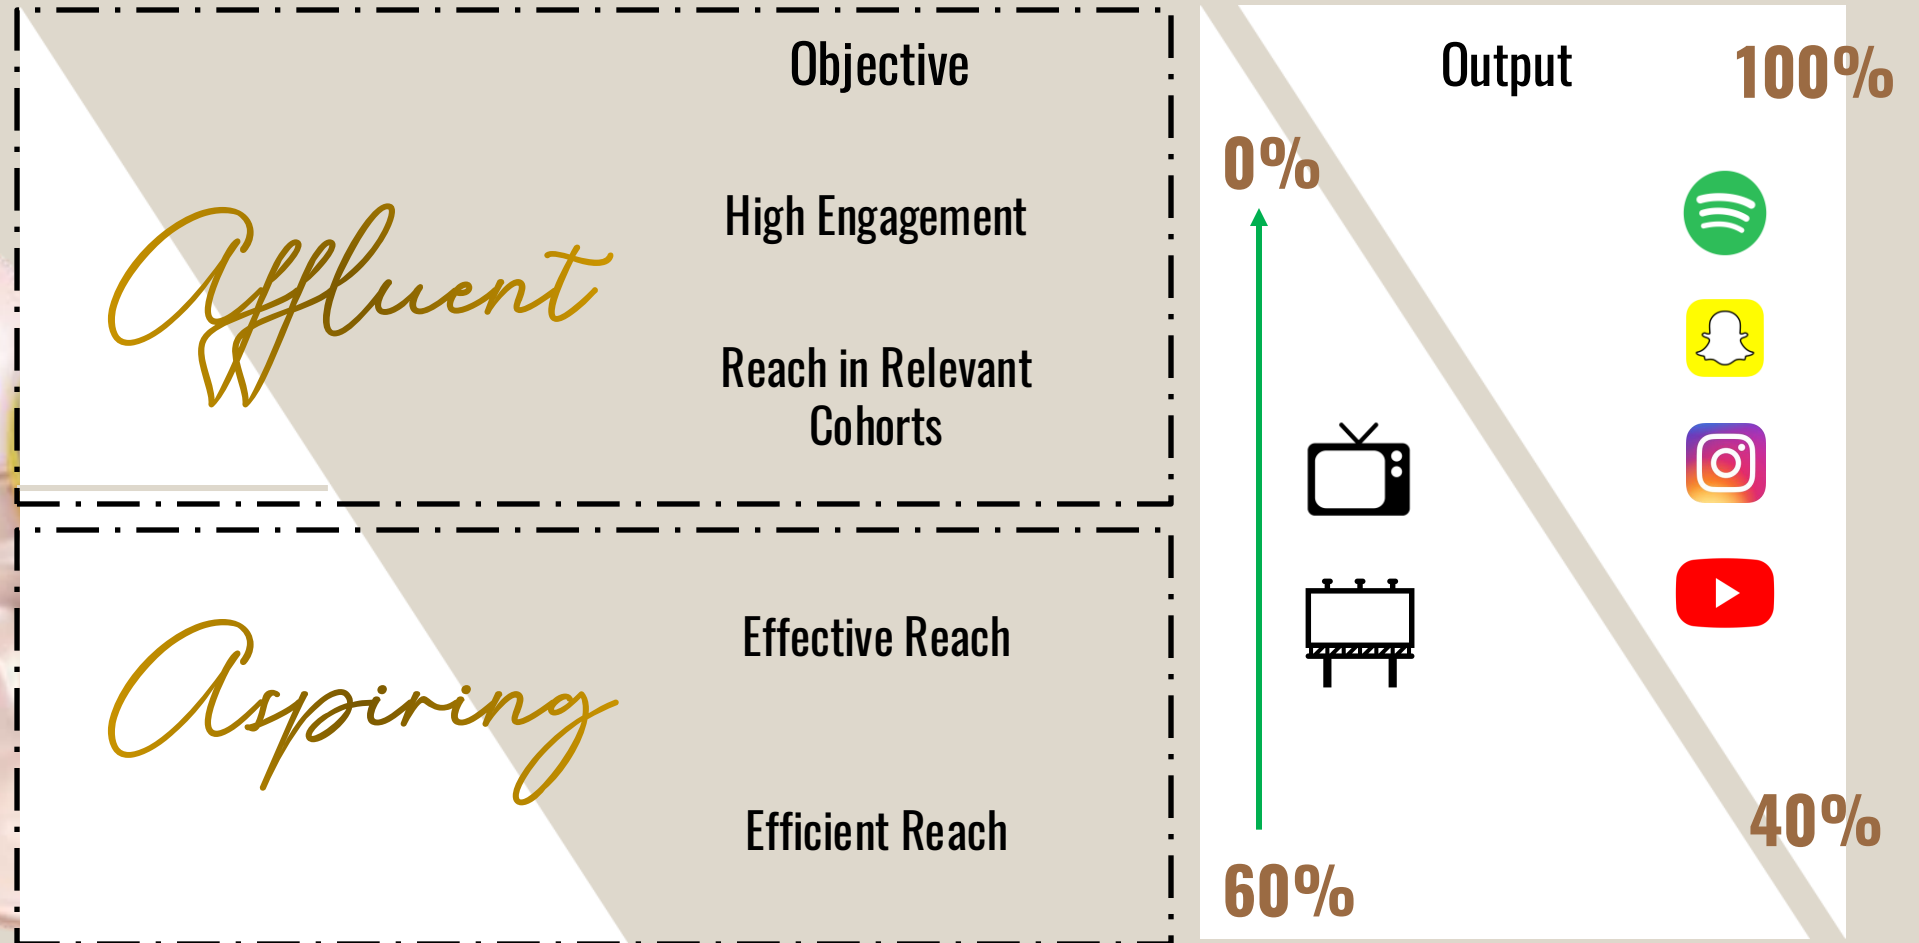 Objective
Output
100%
0%
High Engagement
Affluent
Reach in Relevant
Cohorts
Effective Reach
Aspiring
Efficient Reach
40%
60%